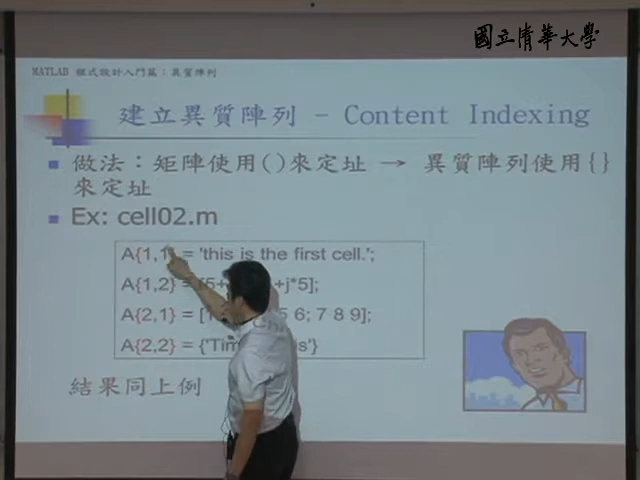 國立清華大學
MATLAB 程式設計入門篇：異質陣列
建立異質陣列 - Content Indexing
做法：矩陣使用()來定址 → 異質陣列使用{}
來定址
Ex: cell02.m
A{1,1} = 'this is the first cell.';
A{1,2} = [5+ +j*5];
A{2,1} = [1 5 6; 7 8 9];
A{2,2} = {'Tim s'}
結果同上例